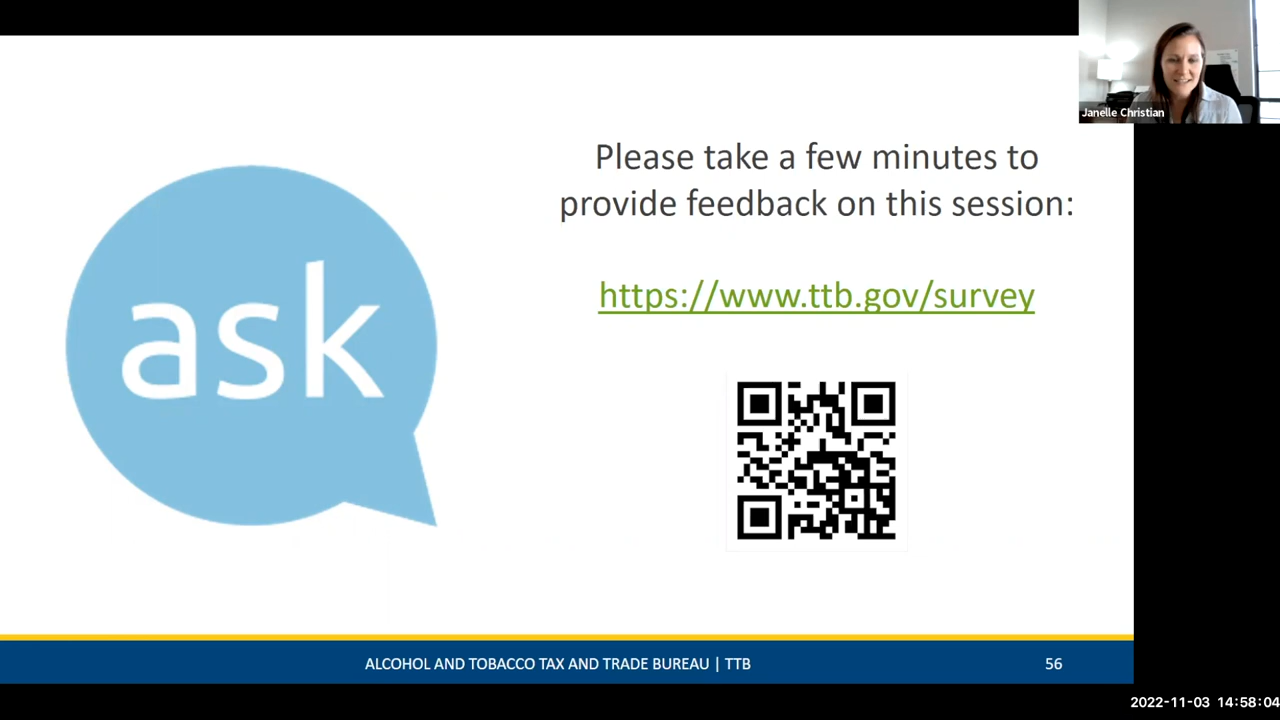 Janelle Christian
Please take a few minutes to
provide feedback on this session:
https://www.ttb.gov/survey
ask
ALCOHOL AND TOBACCO TAX AND TRADE BUREAU | TTB
56
2022-11-03 14:58:04